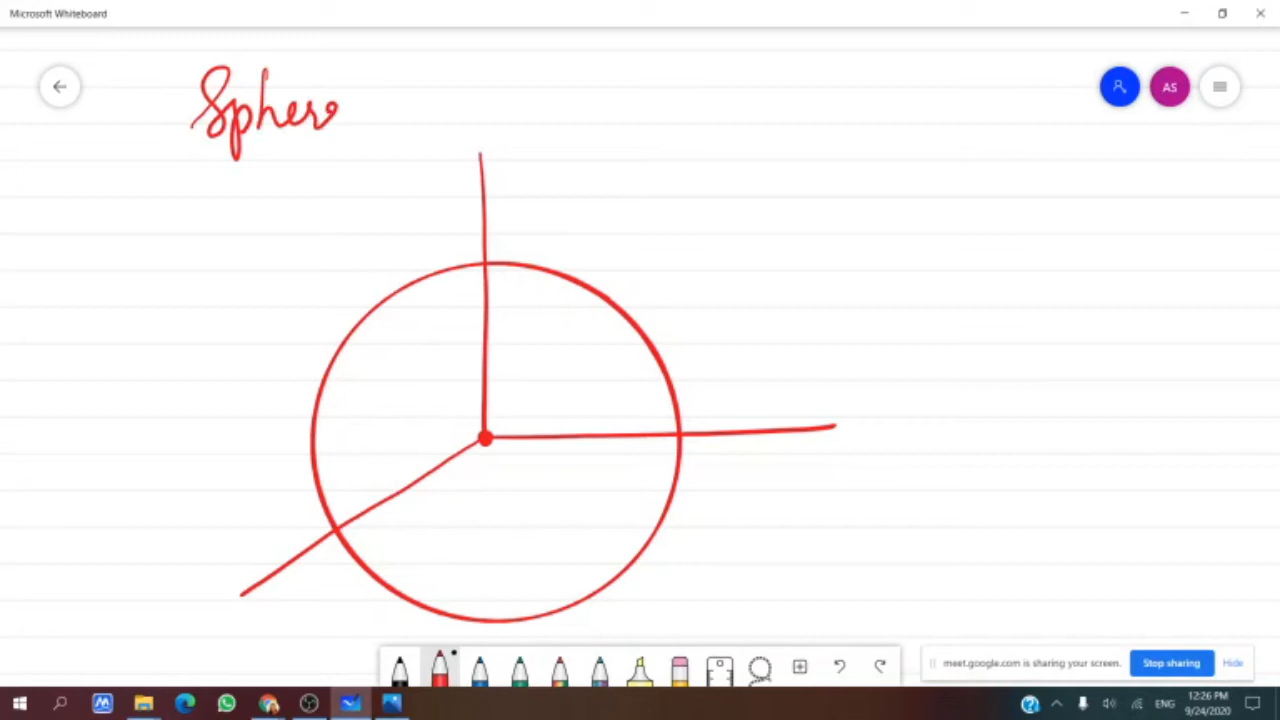 Microsoft Whiteboard
Spher
AS
meet.google.com is sharing your screen.
Stop sharing
Hide
ENG
12:26 PM
9/24/2020